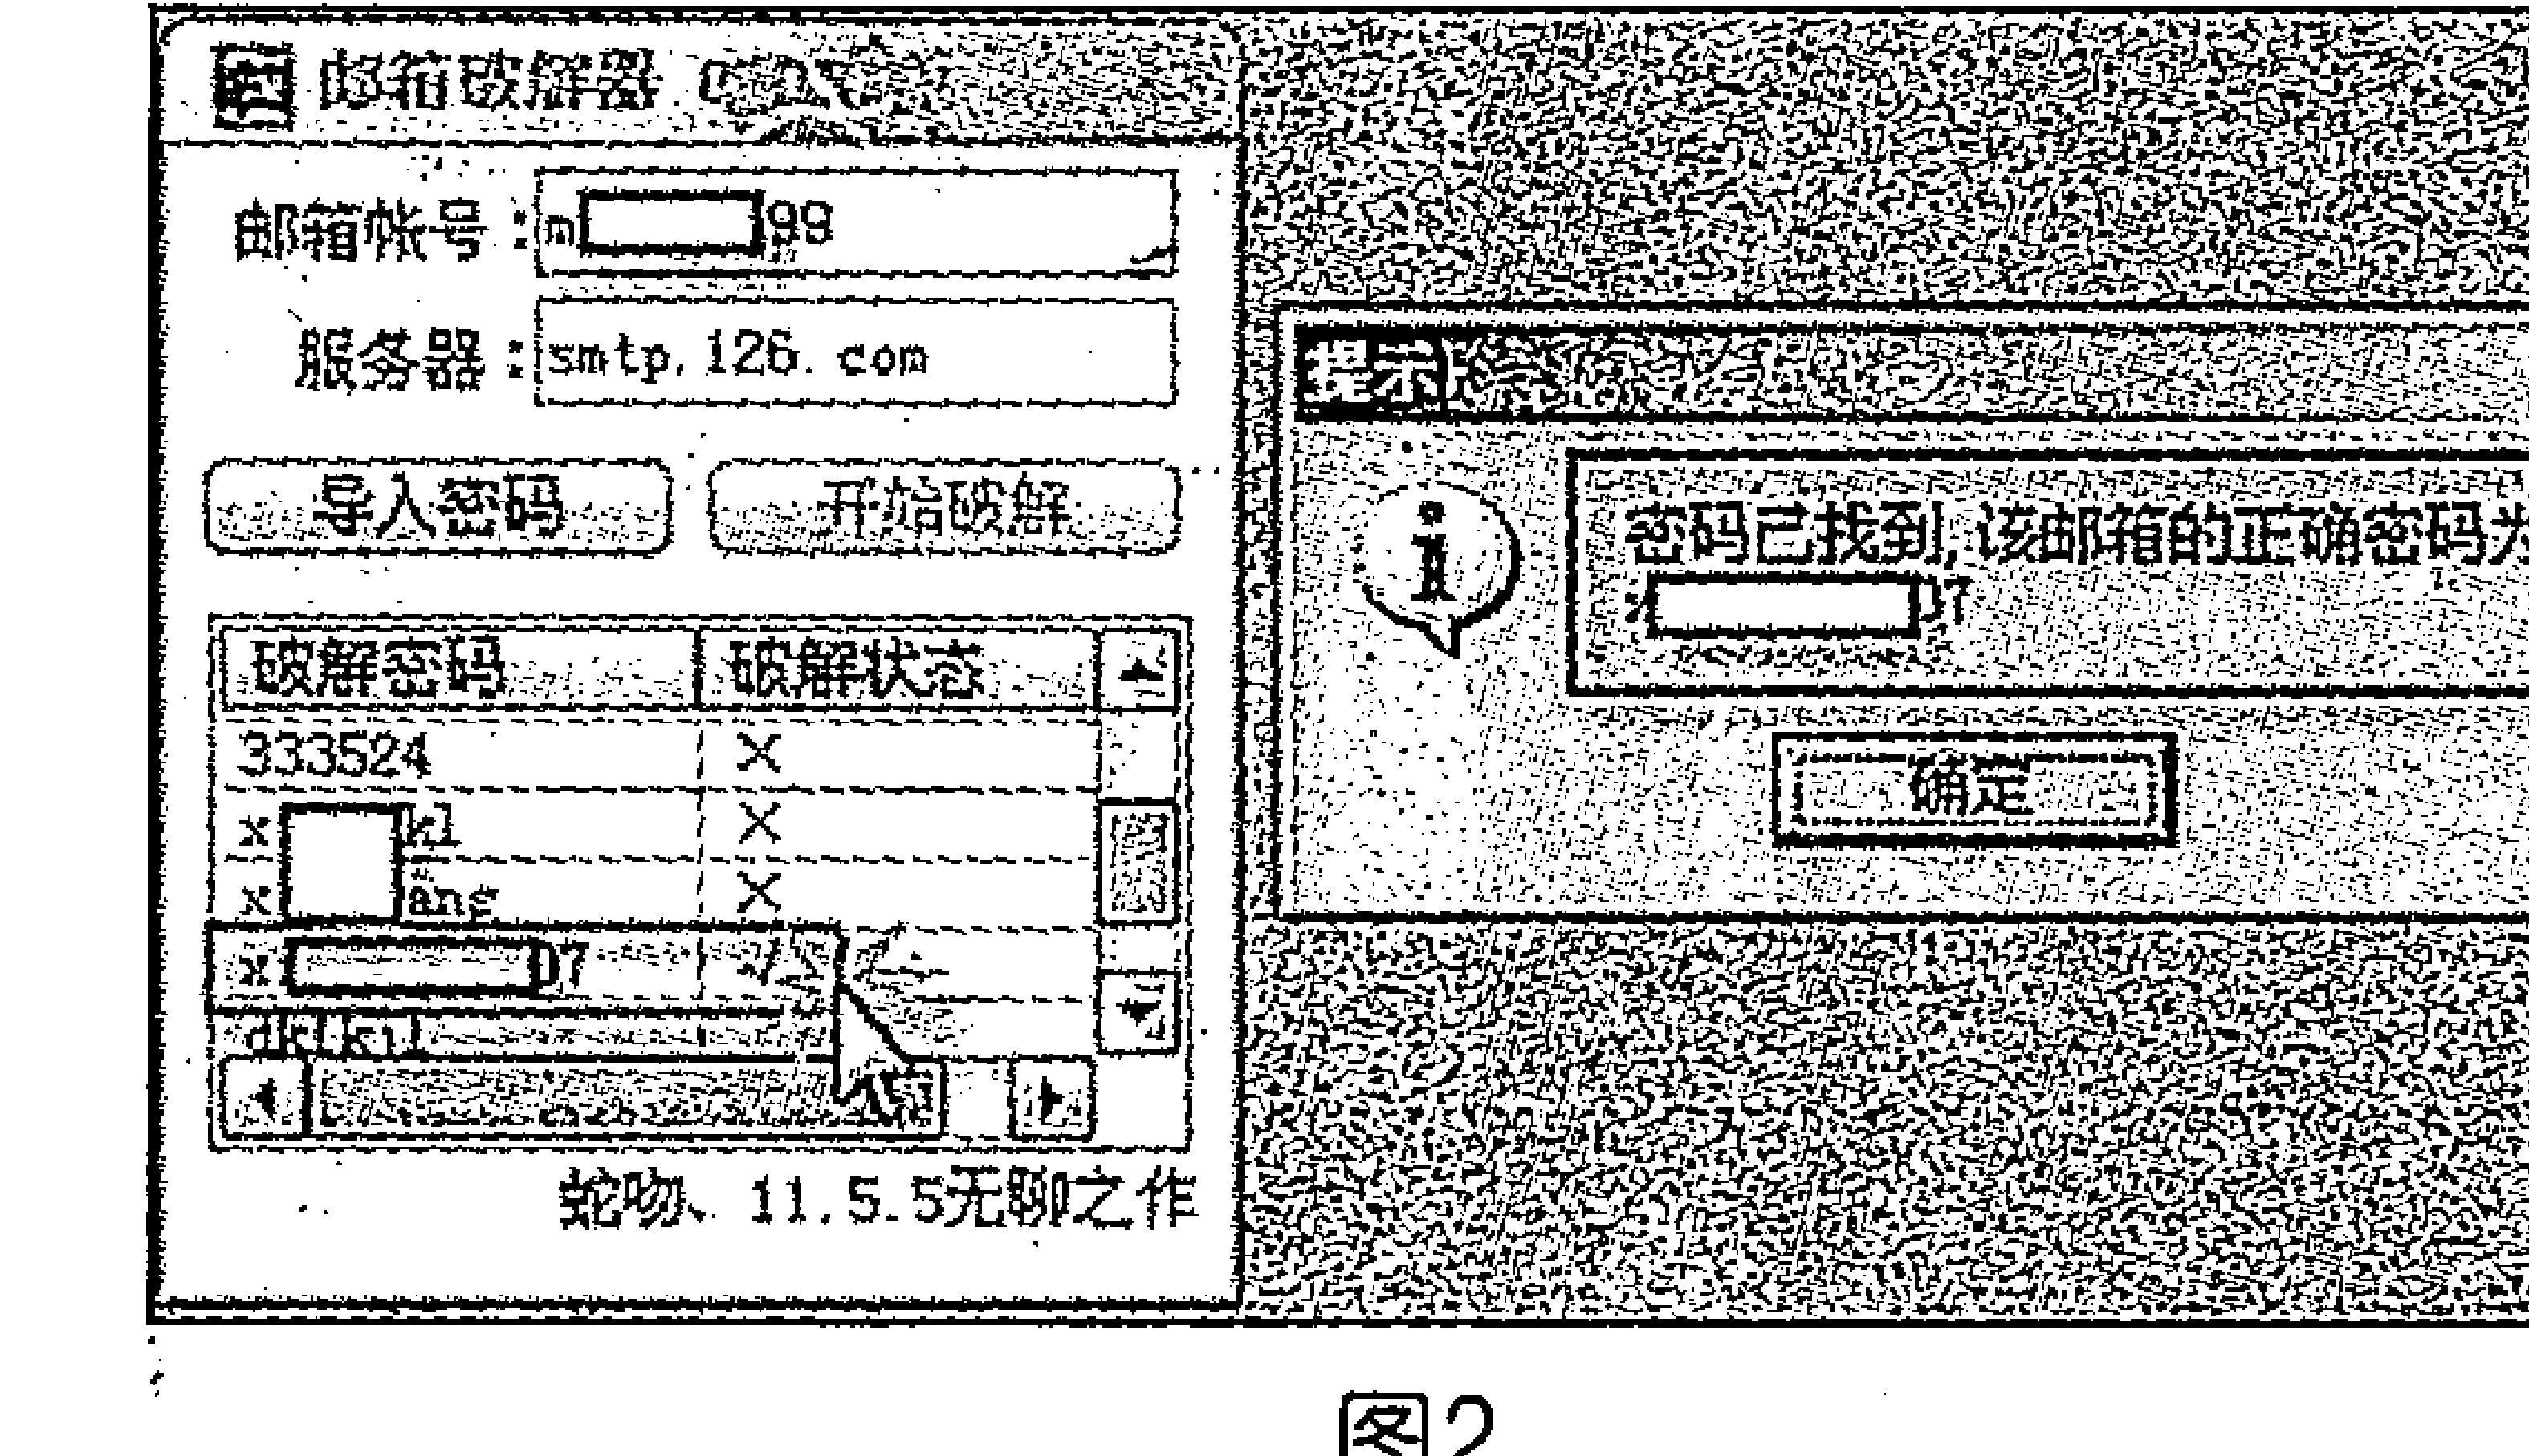 邮箱破解器
邮箱帐号:m 99
服务器:smtp.126.com
导入密码 开始破解
破解密码 破解状态
333524 ×
x kl ×
x ang ×
x 07 √
dklkjl
蛇吻、11.5.5无聊之作
提示
密码已找到,该邮箱的正确密码为
: 07
确定
图2